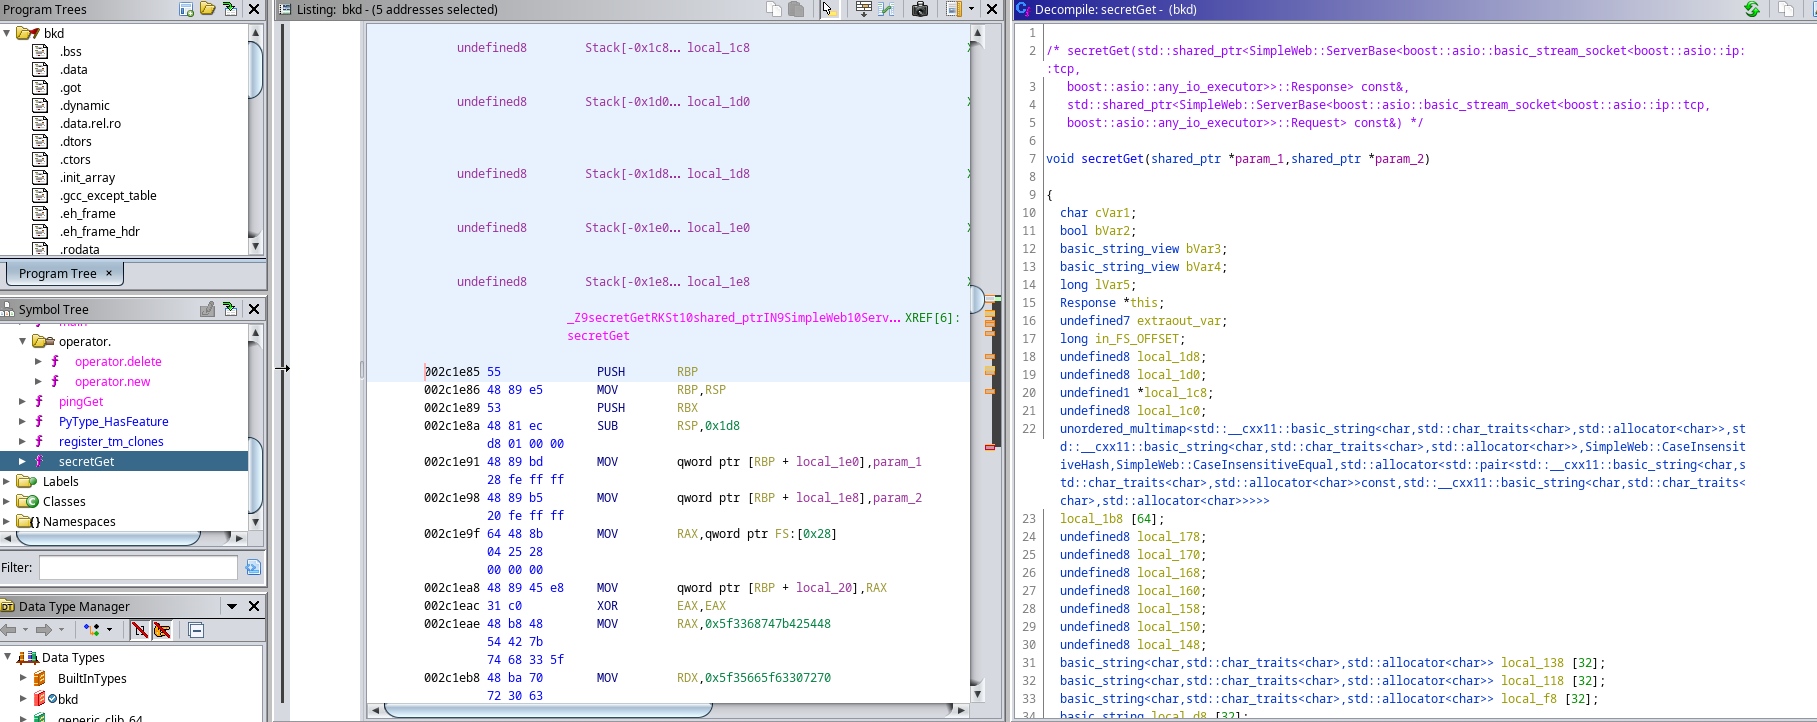 Program Trees
bkd
.bss
.data
.got
.dynamic
.data.rel.ro
.dtors
.ctors
.init_array
.gcc_except_table
.eh_frame
.eh_frame_hdr
.rodata
Program Tree ×
Symbol Tree
main
operator.
f operator.delete
f operator.new
f pingGet
f PyType_HasFeature
f register_tm_clones
f secretGet
Labels
C Classes
{} Namespaces
Filter:
DT Data Type Manager
Data Types
BuiltInTypes
bkd
generic_clib_64
Listing: bkd - (5 addresses selected)
undefined8 Stack[-0x1c8... local_1c8
undefined8 Stack[-0x1d0... local_1d0
undefined8 Stack[-0x1d8... local_1d8
undefined8 Stack[-0x1e0... local_1e0
undefined8 Stack[-0x1e8... local_1e8
_Z9secretGetRKSt10shared_ptrIN9SimpleWeb10Serv... XREF[6]:
secretGet
002c1e85 55 PUSH RBP
002c1e86 48 89 e5 MOV RBP,RSP
002c1e89 53 PUSH RBX
002c1e8a 48 81 ec SUB RSP,0x1d8
d8 01 00 00
002c1e91 48 89 bd MOV qword ptr [RBP + local_1e0],param_1
28 fe ff ff
002c1e98 48 89 b5 MOV qword ptr [RBP + local_1e8],param_2
20 fe ff ff
002c1e9f 64 48 8b MOV RAX,qword ptr FS:[0x28]
04 25 28
00 00 00
002c1ea8 48 89 45 e8 MOV qword ptr [RBP + local_20],RAX
002c1eac 31 c0 XOR EAX,EAX
002c1eae 48 b8 48 MOV RAX,0x5f3368747b425448
54 42 7b
74 68 33 5f
002c1eb8 48 ba 70 MOV RDX,0x5f35665f63307270
72 30 63
Decompile: secretGet - (bkd)
1
2 /* secretGet(std::shared_ptr<SimpleWeb::ServerBase<boost::asio::basic_stream_socket<boost::asio::ip:
:tcp,
3 boost::asio::any_io_executor>>::Response> const&,
4 std::shared_ptr<SimpleWeb::ServerBase<boost::asio::basic_stream_socket<boost::asio::ip::tcp,
5 boost::asio::any_io_executor>>::Request> const&) */
6
7 void secretGet(shared_ptr *param_1,shared_ptr *param_2)
8
9 {
10 char cVar1;
11 bool bVar2;
12 basic_string_view bVar3;
13 basic_string_view bVar4;
14 long lVar5;
15 Response *this;
16 undefined7 extraout_var;
17 long in_FS_OFFSET;
18 undefined8 local_1d8;
19 undefined8 local_1d0;
20 undefined1 *local_1c8;
21 undefined8 local_1c0;
22 unordered_multimap<std::__cxx11::basic_string<char,std::char_traits<char>,std::allocator<char>>,st
d::__cxx11::basic_string<char,std::char_traits<char>,std::allocator<char>>,SimpleWeb::CaseInsensit
iveHash,SimpleWeb::CaseInsensitiveEqual,std::allocator<std::pair<std::__cxx11::basic_string<char,s
td::char_traits<char>,std::allocator<char>>const,std::__cxx11::basic_string<char,std::char_traits<
char>,std::allocator<char>>>>>
23 local_1b8 [64];
24 undefined8 local_178;
25 undefined8 local_170;
26 undefined8 local_168;
27 undefined8 local_160;
28 undefined8 local_158;
29 undefined8 local_150;
30 undefined8 local_148;
31 basic_string<char,std::char_traits<char>,std::allocator<char>> local_138 [32];
32 basic_string<char,std::char_traits<char>,std::allocator<char>> local_118 [32];
33 basic_string<char,std::char_traits<char>,std::allocator<char>> local_f8 [32];
34 basic_string local_d8 [32];